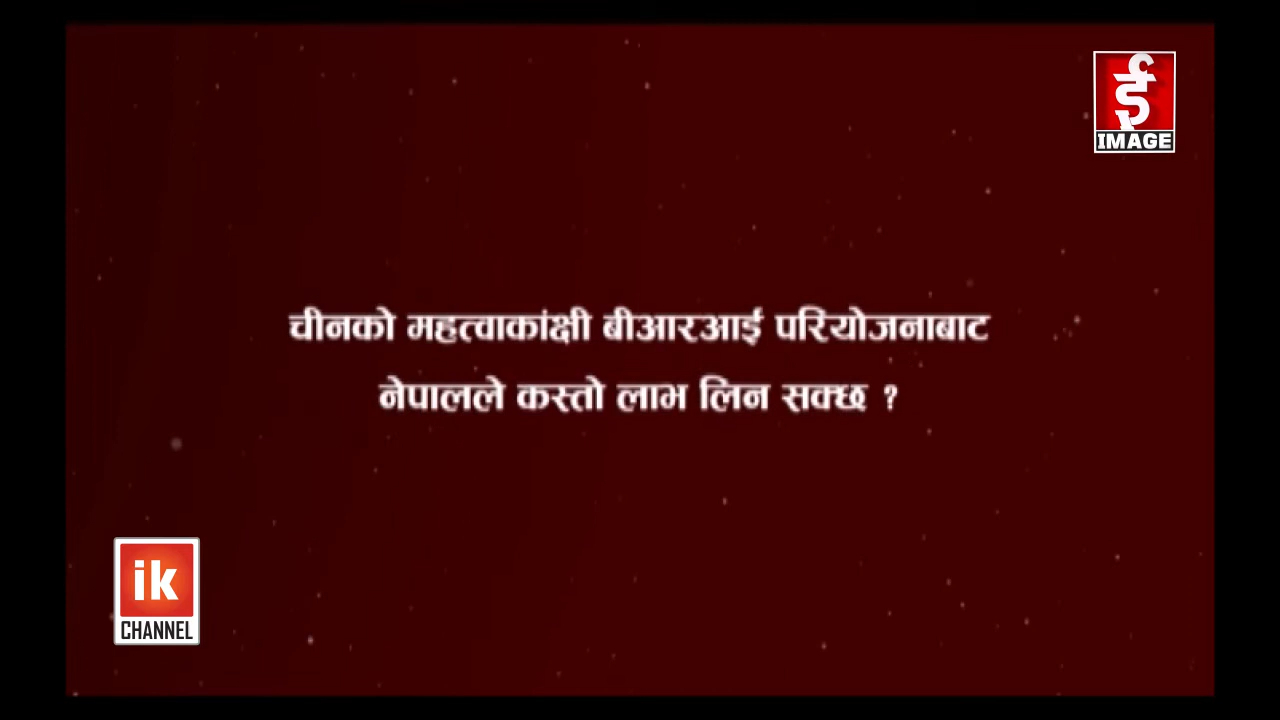 ई
IMAGE
चीनको महत्वाकांक्षी बीआरआई परियोजनाबाट
नेपालले कस्तो लाभ लिन सक्छ ?
ik
CHANNEL